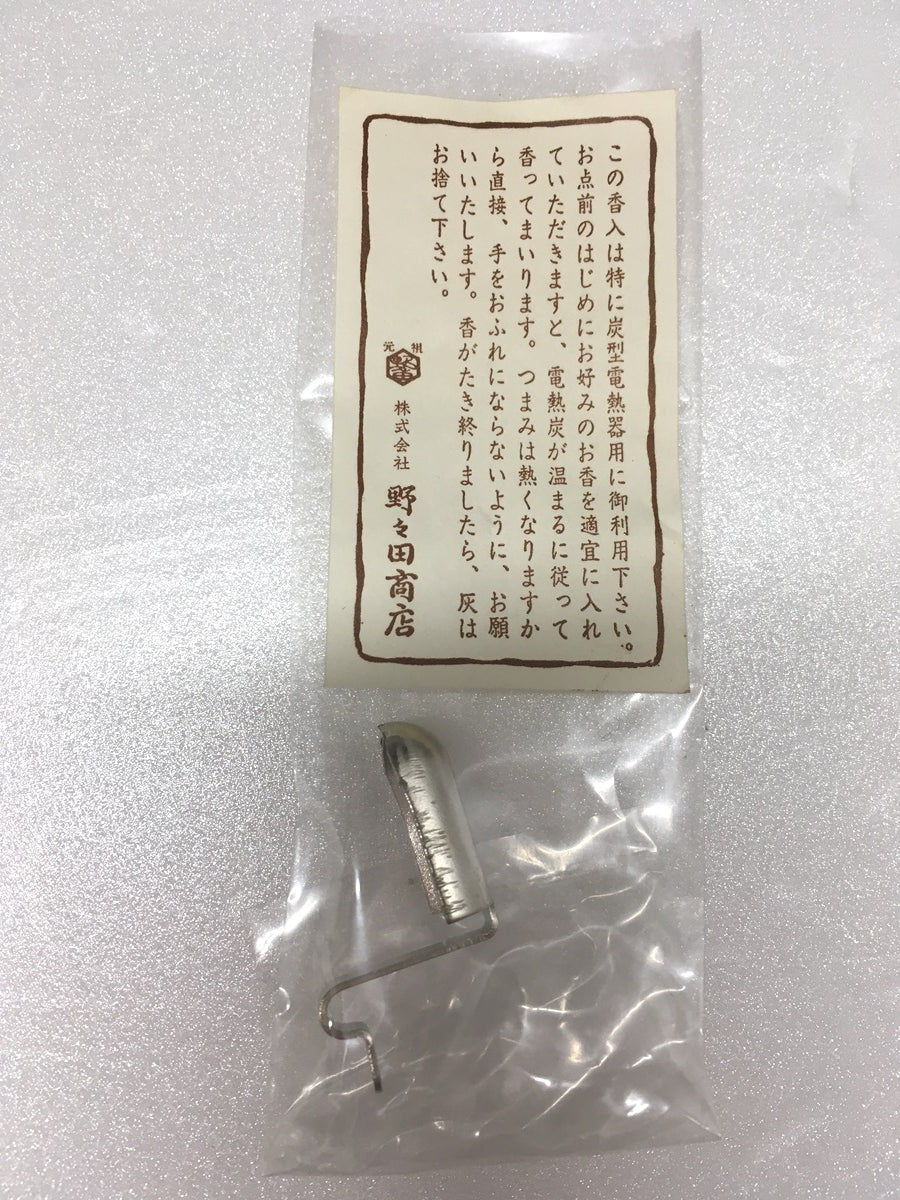 この香入は特に炭型電熱器用に御利用下さい。
お点前のはじめにお好みのお香を適宜に入れ
ていただきますと、電熱炭が温まるに従って
香ってまいります。つまみは熱くなりますか
ら直接、手をおふれにならないように、お願
いいたします。香がたき終りましたら、灰は
お捨て下さい。
株式会社 野々田商店